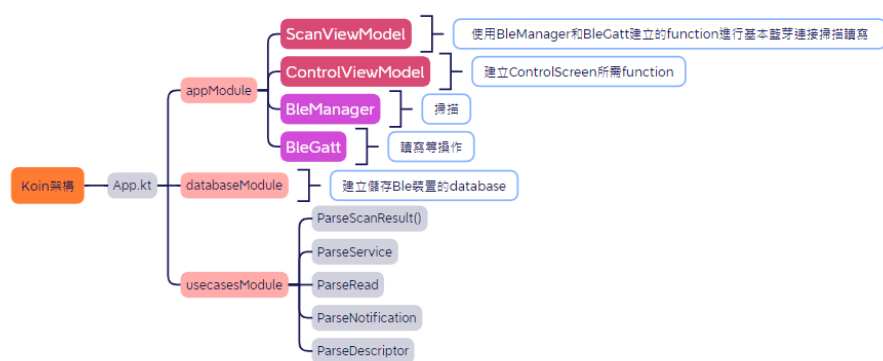 ScanViewModel
使用BleManager和BleGatt建立的function進行基本藍芽連接掃描讀寫
ControlViewModel
建立ControlScreen所需function
appModule
BleManager
掃描
BleGatt
讀寫等操作
Koin架構
App.kt
databaseModule
建立儲存Ble裝置的database
ParseScanResult()
ParseService
usecasesModule
ParseRead
ParseNotification
ParseDescriptor